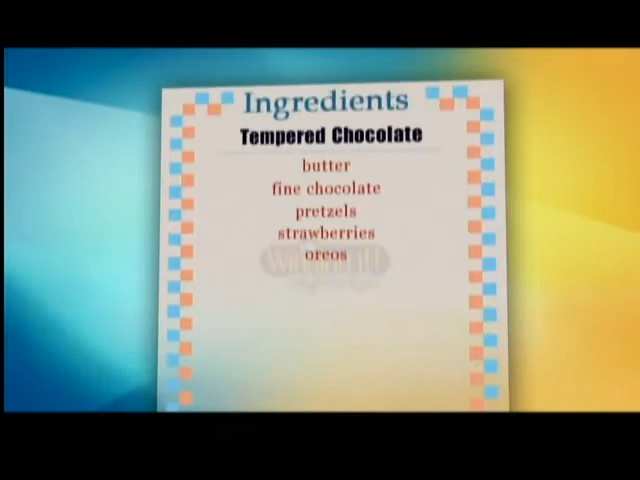 Ingredients
Tempered Chocolate
butter
fine chocolate
pretzels
strawberries
oreos